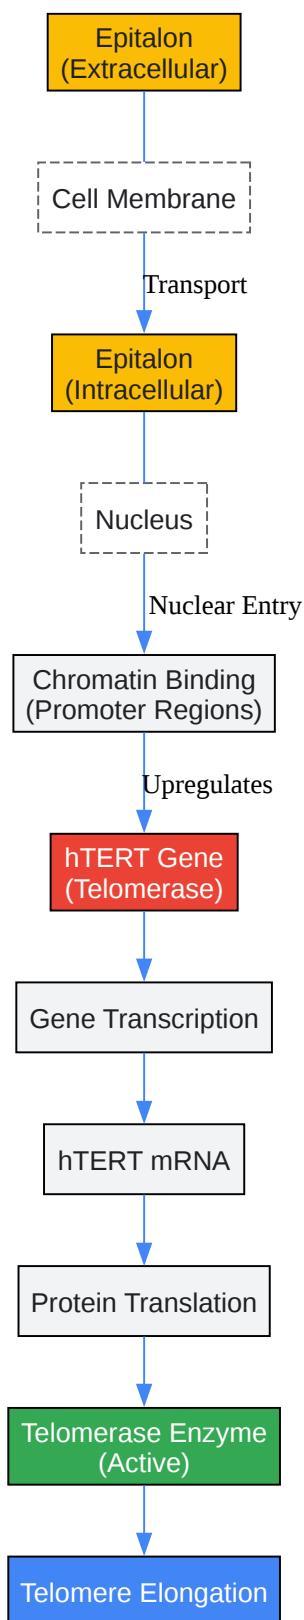 Epitalon
(Extracellular)
Cell Membrane
Transport
Epitalon
(Intracellular)
Nucleus
Nuclear Entry
Chromatin Binding
(Promoter Regions)
Upregulates
hTERT Gene
(Telomerase)
Gene Transcription
hTERT mRNA
Protein Translation
Telomerase Enzyme
(Active)
Telomere Elongation